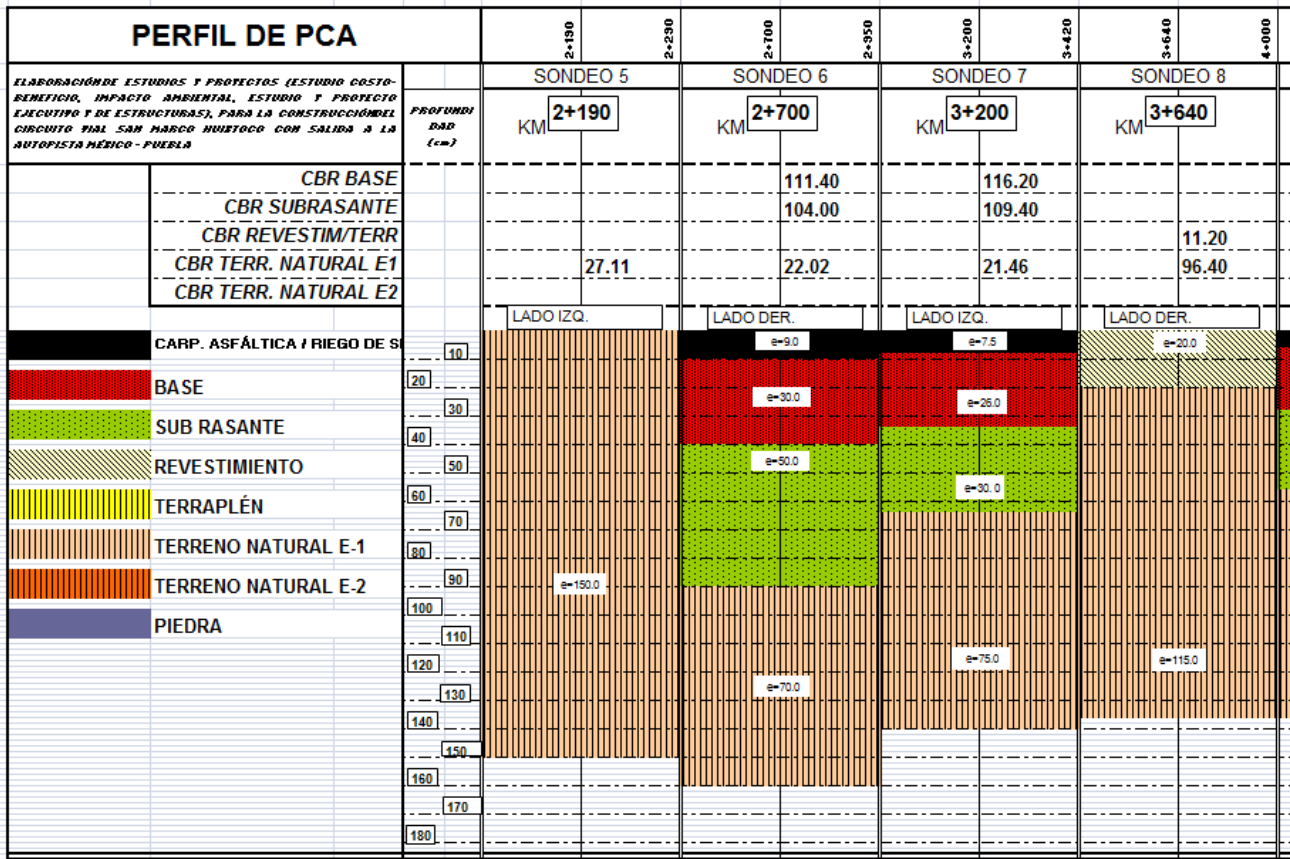 PERFIL DE PCA
2+190
2+290
2+700
2+950
3+200
3+420
3+640
4+000
ELABORACIÓNDE ESTUDIOS Y PROYECTOS (ESTUDIO COSTO-
BENEFICIO, IMPACTO AMBIENTAL, ESTUDIO Y PROYECTO
EJECUTIVO Y DE ESTRUCTURAS), PARA LA CONSTRUCCIÓNDEL
CIRCUITO VIAL SAN MARCO HUIXTOCO CON SALIDA A LA
AUTOPISTA MÉXICO - PUEBLA
PROFUNDI
DAD
(cm)
SONDEO 5
SONDEO 6
SONDEO 7
SONDEO 8
KM 2+190
KM 2+700
KM 3+200
KM 3+640
CBR BASE 111.40 116.20
CBR SUBRASANTE 104.00 109.40
CBR REVESTIM/TERR 11.20
CBR TERR. NATURAL E1 27.11 22.02 21.46 96.40
CBR TERR. NATURAL E2
LADO IZQ.
LADO DER.
LADO IZQ.
LADO DER.
CARP. ASFÁLTICA / RIEGO DE S
BASE
SUB RASANTE
REVESTIMIENTO
TERRAPLÉN
TERRENO NATURAL E-1
TERRENO NATURAL E-2
PIEDRA
10
20
30
40
50
60
70
80
90
100
110
120
130
140
150
160
170
180
e=150.0
e=9.0
e=30.0
e=50.0
e=70.0
e=7.5
e=26.0
e=30.0
e=75.0
e=20.0
e=115.0